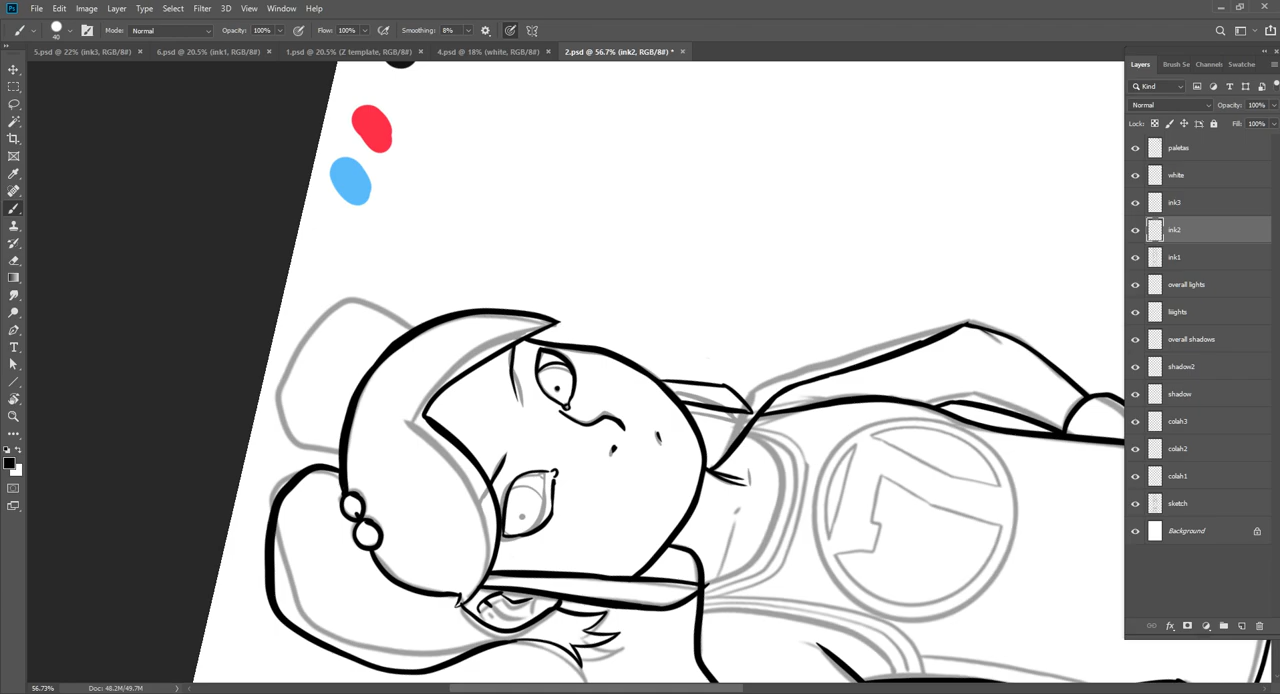 Ps File Edit Image Layer Type Select Filter 3D View Window Help
40 Mode: Normal Opacity: 100% Flow: 100% Smoothing: 8%
5.psd @ 22% (ink3, RGB/8#) × 6.psd @ 20.5% (ink1, RGB/8#) × 1.psd @ 20.5% (Z template, RGB/8#) × 4.psd @ 18% (white, RGB/8#) × 2.psd @ 56.7% (ink2, RGB/8#) * ×
Layers Brush Se Channels Swatche
Kind
Normal Opacity: 100%
Lock: Fill: 100%
paletas
white
ink3
ink2
ink1
overall lights
liiights
overall shadows
shadow2
shadow
colah3
colah2
colah1
sketch
Background
fx
56.73% Doc: 48.2M/49.7M